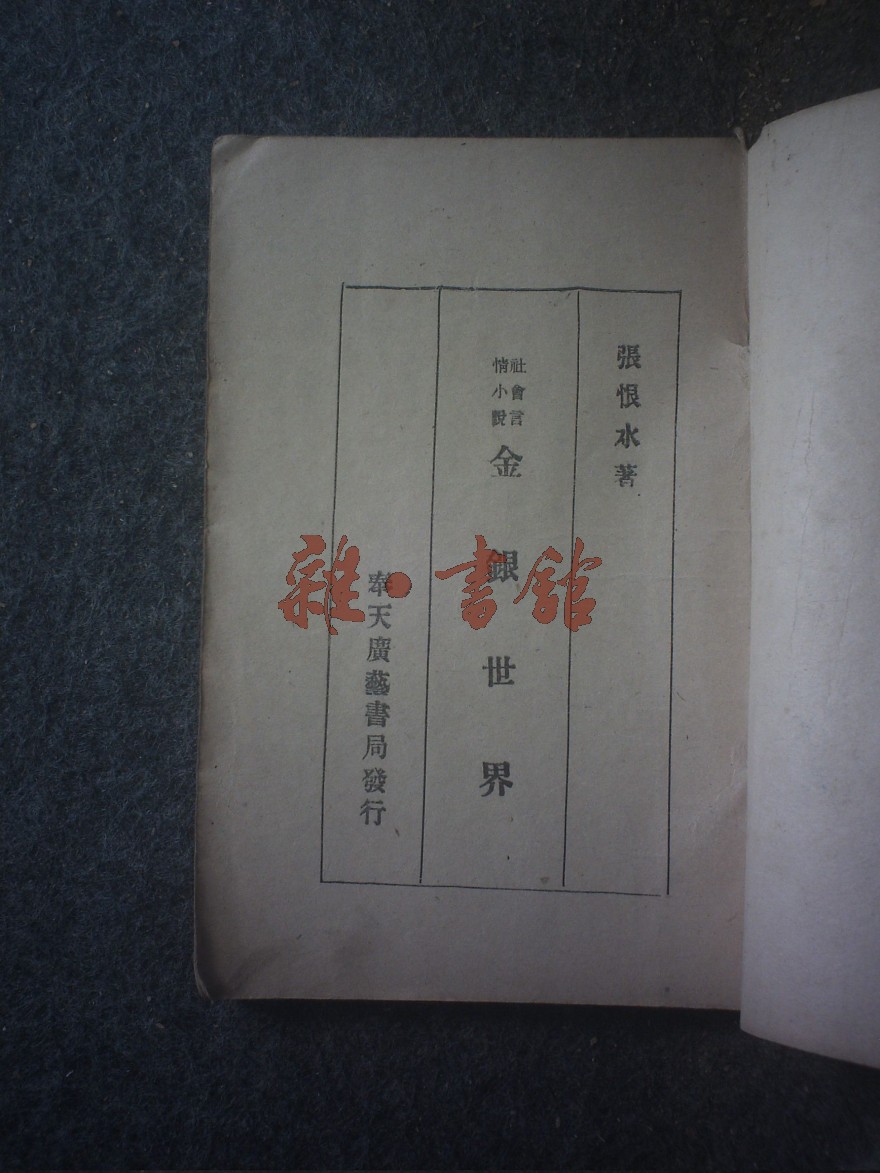 張恨水著
社會言
情小說
金銀世界
奉天廣藝書局發行
雜·書館